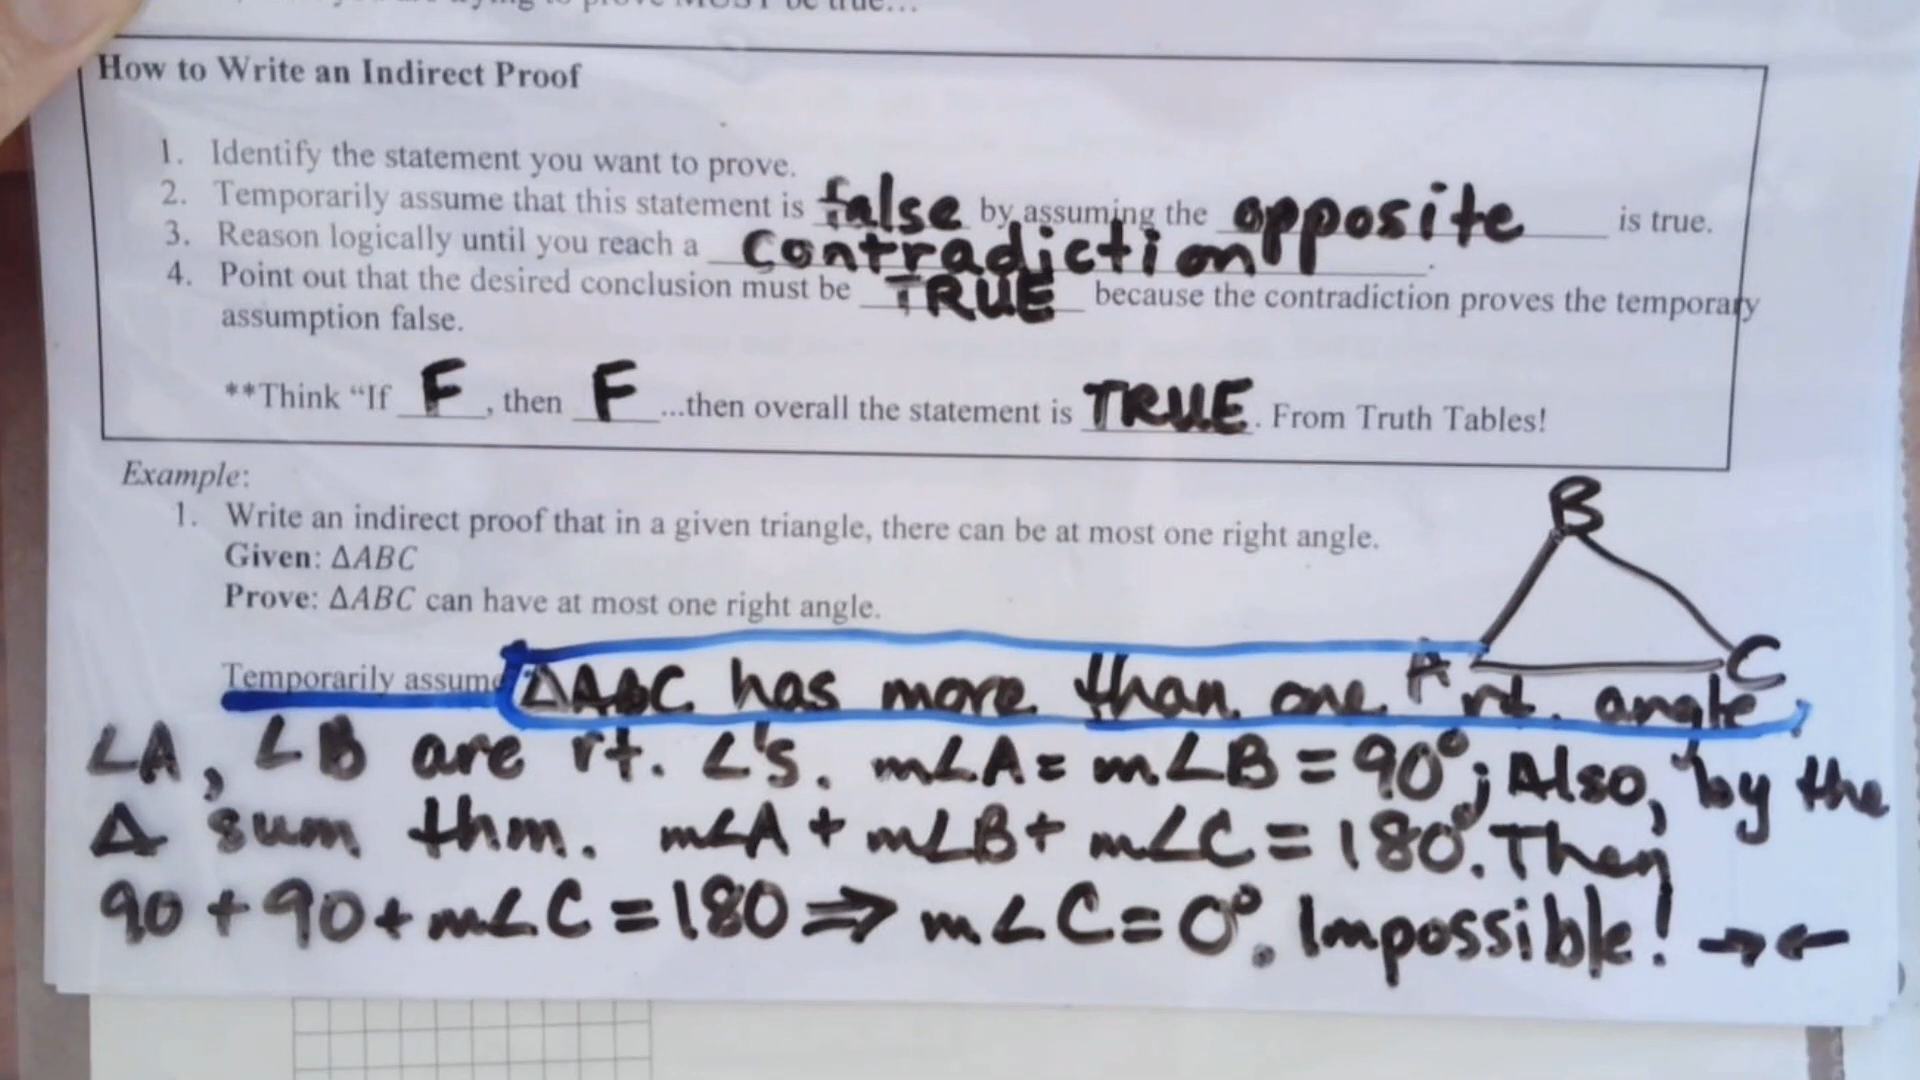 be true...
How to Write an Indirect Proof
1. Identify the statement you want to prove.
2. Temporarily assume that this statement is false by assuming the opposite is true.
3. Reason logically until you reach a contradiction.
4. Point out that the desired conclusion must be TRUE because the contradiction proves the temporary
assumption false.
**Think “If F, then F ...then overall the statement is TRUE. From Truth Tables!
Example:
1. Write an indirect proof that in a given triangle, there can be at most one right angle.
Given: ΔABC
Prove: ΔABC can have at most one right angle.
B
A
C
Temporarily assume ΔABC has more than one rt. angle,
∠A, ∠B are rt. ∠'s. m∠A = m∠B = 90°; Also, by the
Δ sum thm. m∠A + m∠B + m∠C = 180°. Then
90 + 90 + m∠C = 180 ⇒ m∠C = 0°. Impossible! →←